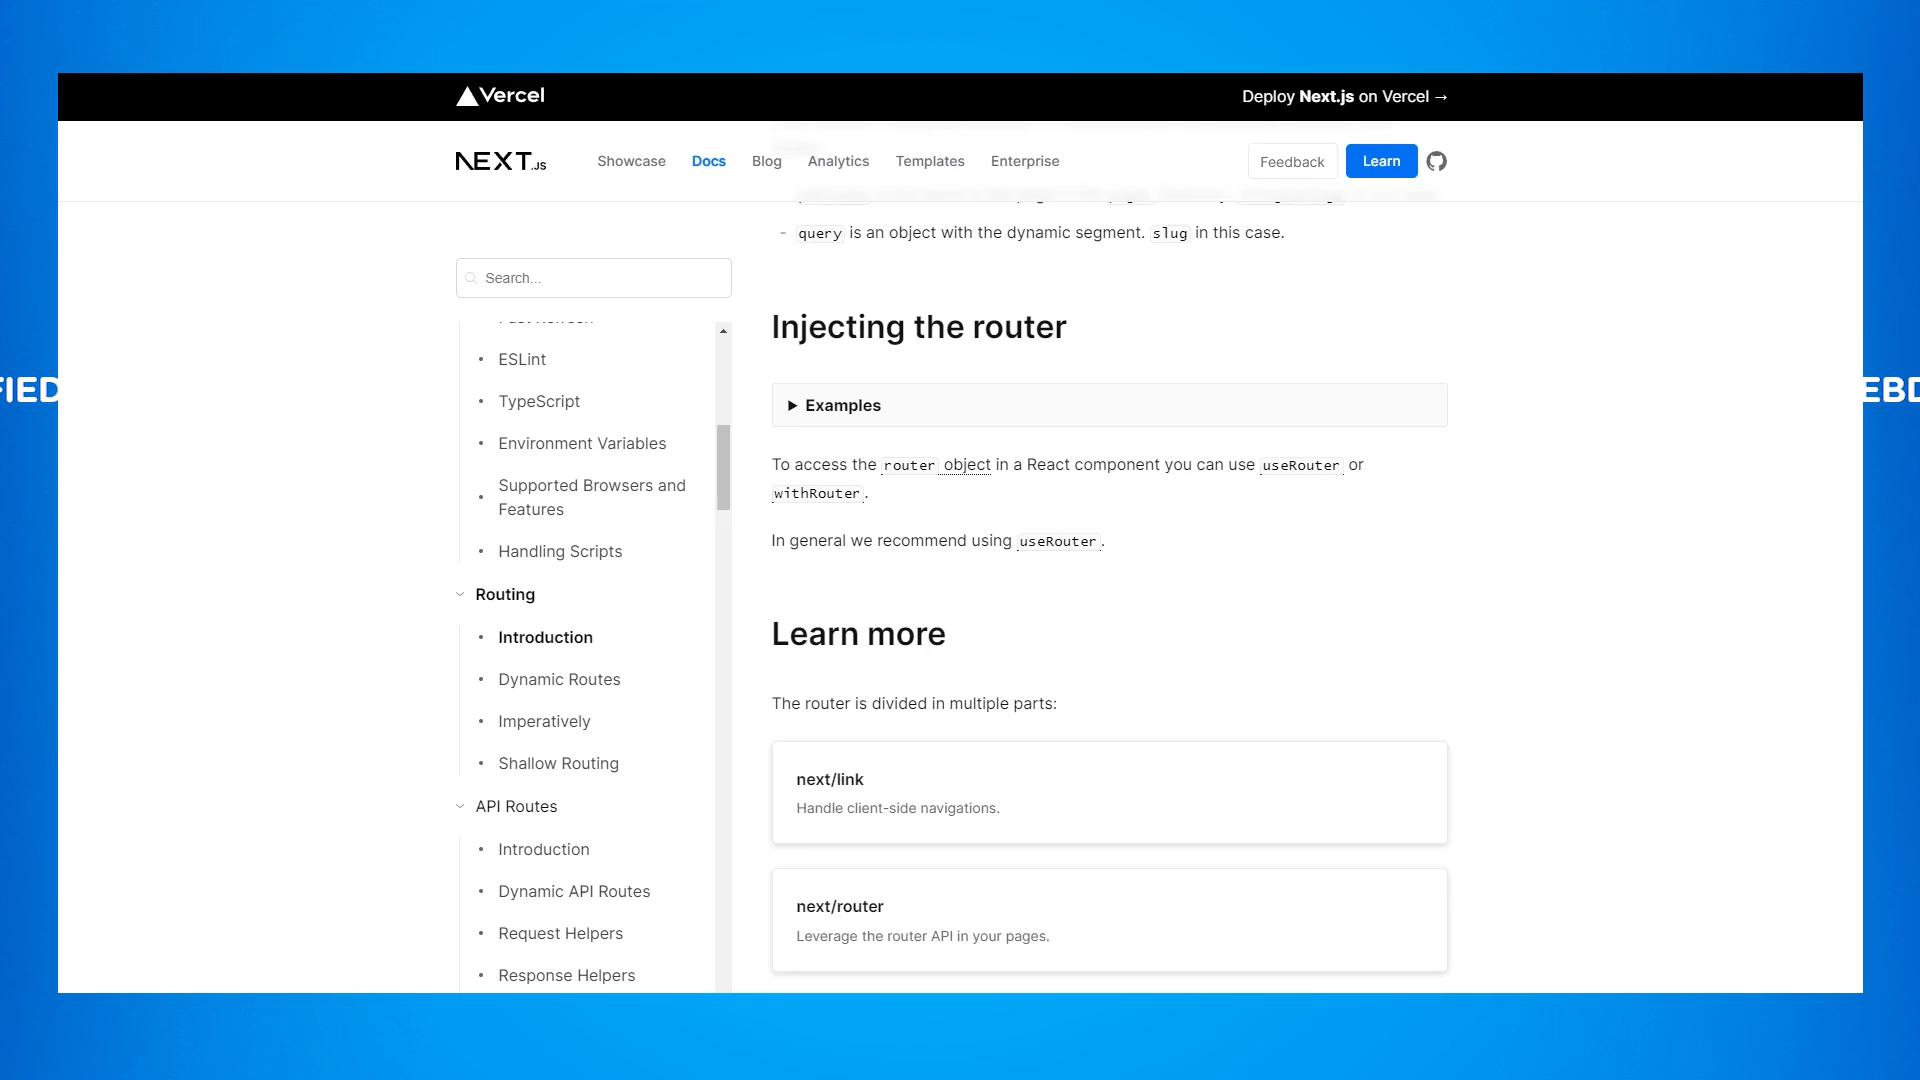 Vercel
Deploy Next.js on Vercel →
NEXT.JS
Showcase
Docs
Blog
Analytics
Templates
Enterprise
Feedback
Learn
- query is an object with the dynamic segment. slug in this case.
Search...
ESLint
TypeScript
Environment Variables
Supported Browsers and
Features
Handling Scripts
Routing
Introduction
Dynamic Routes
Imperatively
Shallow Routing
API Routes
Introduction
Dynamic API Routes
Request Helpers
Response Helpers
Injecting the router
Examples
To access the router object in a React component you can use useRouter or
withRouter.
In general we recommend using useRouter.
Learn more
The router is divided in multiple parts:
next/link
Handle client-side navigations.
next/router
Leverage the router API in your pages.